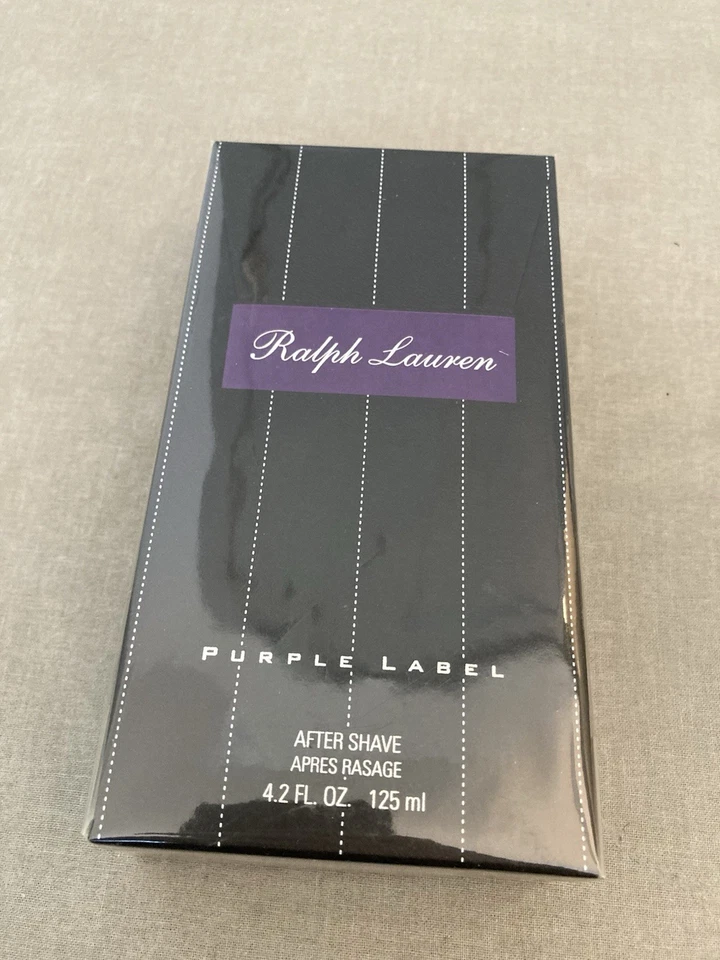 Ralph Lauren
PURPLE LABEL
AFTER SHAVE
APRES RASAGE
4.2 FL. OZ. 125 ml